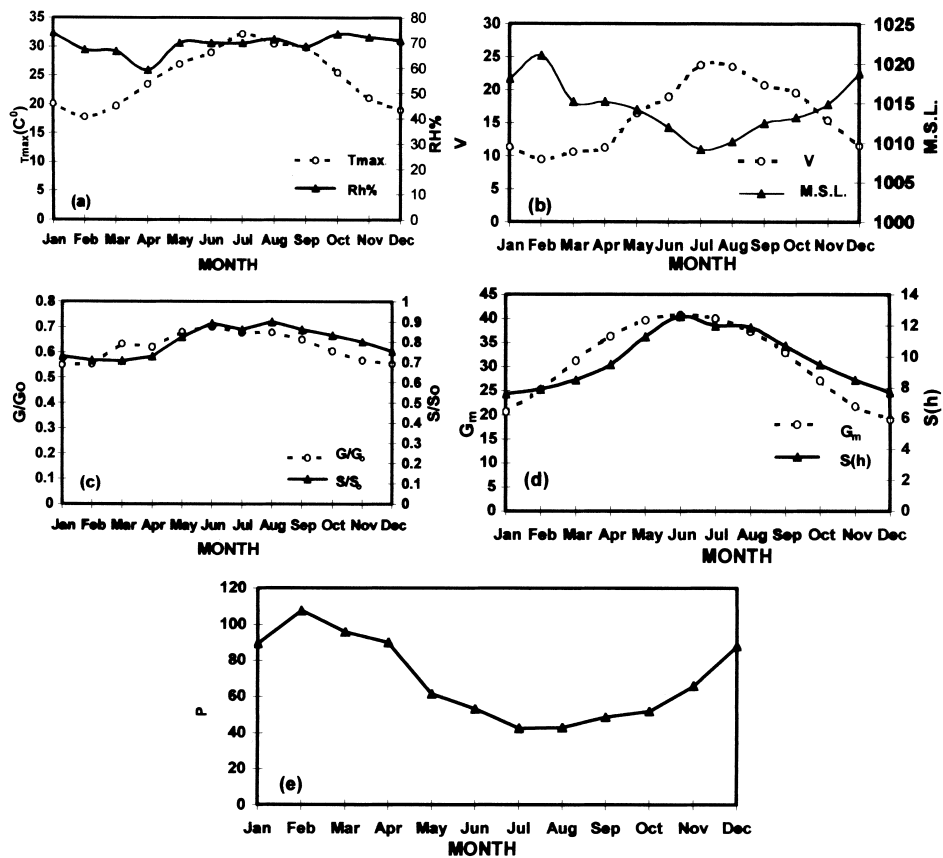 35
30
25
20
15
10
5
0
Tmax(C⁰)
80
70
60
50
40
30
20
10
0
RH%
Tmax
Rh%
(a)
Jan Feb Mar Apr May Jun Jul Aug Sep Oct Nov Dec
MONTH
30
25
20
15
10
5
0
V
1025
1020
1015
1010
1005
1000
M.S.L.
V
M.S.L.
(b)
Jan Feb Mar Apr May Jun Jul Aug Sep Oct Nov Dec
MONTH
0.8
0.7
0.6
0.5
0.4
0.3
0.2
0.1
0
G/Go
1
0.9
0.8
0.7
0.6
0.5
0.4
0.3
0.2
0.1
0
S/So
G/Gₒ
S/Sₒ
(c)
Jan Feb Mar Apr May Jun Jul Aug Sep Oct Nov Dec
MONTH
45
40
35
30
25
20
15
10
5
0
Gm
14
12
10
8
6
4
2
0
S(h)
Gm
S(h)
(d)
Jan Feb Mar Apr May Jun Jul Aug Sep Oct Nov Dec
MONTH
120
100
80
60
40
20
0
P
(e)
Jan Feb Mar Apr May Jun Jul Aug Sep Oct Nov Dec
MONTH